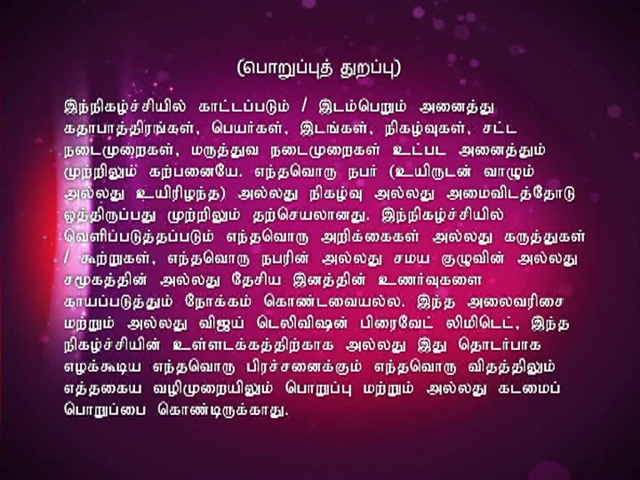 (பொறுப்புத் துறப்பு)
இந்நிகழ்ச்சியில் காட்டப்படும் / இடம்பெறும் அனைத்து
கதாபாத்திரங்கள், பெயர்கள், இடங்கள், நிகழ்வுகள், சட்ட
நடைமுறைகள், மருத்துவ நடைமுறைகள் உட்பட அனைத்தும்
முற்றிலும் கற்பனையே. எந்தவொரு நபர் (உயிருடன் வாழும்
அல்லது உயிரிழந்த) அல்லது நிகழ்வு அல்லது அமைவிடத்தோடு
ஒத்திருப்பது முற்றிலும் தற்செயலானது. இந்நிகழ்ச்சியில்
வெளிப்படுத்தப்படும் எந்தவொரு அறிக்கைகள் அல்லது கருத்துகள்
/ கூற்றுகள், எந்தவொரு நபரின் அல்லது சமய குழுவின் அல்லது
சமூகத்தின் அல்லது தேசிய இனத்தின் உணர்வுகளை
காயப்படுத்தும் நோக்கம் கொண்டவையல்ல. இந்த அலைவரிசை
மற்றும் அல்லது விஜய் டெலிவிஷன் பிரைவேட் லிமிடெட், இந்த
நிகழ்ச்சியின் உள்ளடக்கத்திற்காக அல்லது இது தொடர்பாக
எழக்கூடிய எந்தவொரு பிரச்சனைக்கும் எந்தவொரு விதத்திலும்
எத்தகைய வழிமுறையிலும் பொறுப்பு மற்றும் அல்லது கடமைப்
பொறுப்பை கொண்டிருக்காது.